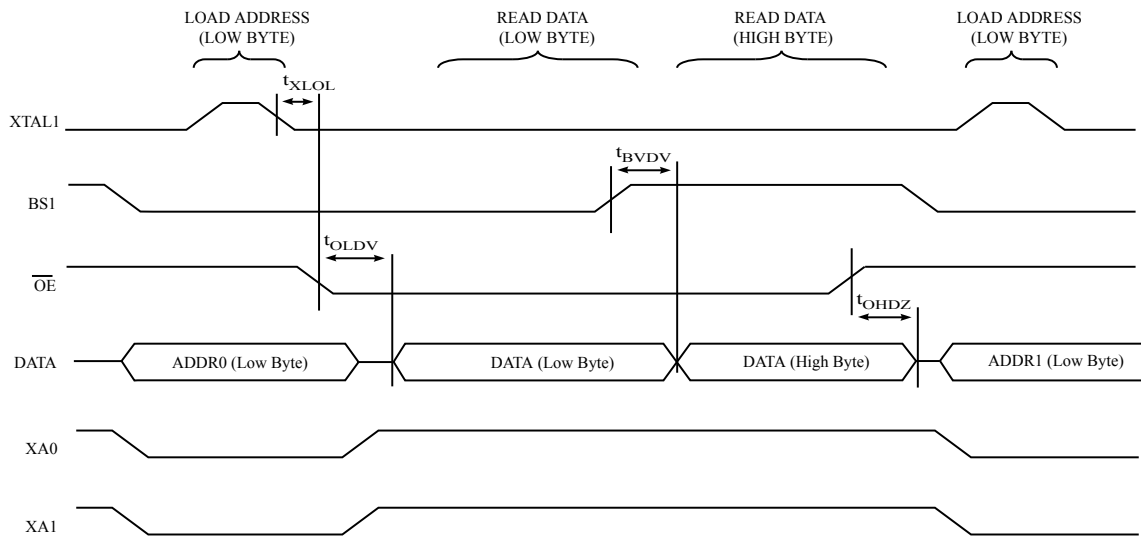 LOAD ADDRESS
(LOW BYTE)
READ DATA
(LOW BYTE)
READ DATA
(HIGH BYTE)
LOAD ADDRESS
(LOW BYTE)
tXLOL
XTAL1
tBVDV
BS1
tOLDV
OE
tOHDZ
DATA
ADDR0 (Low Byte)
DATA (Low Byte)
DATA (High Byte)
ADDR1 (Low Byte)
XA0
XA1